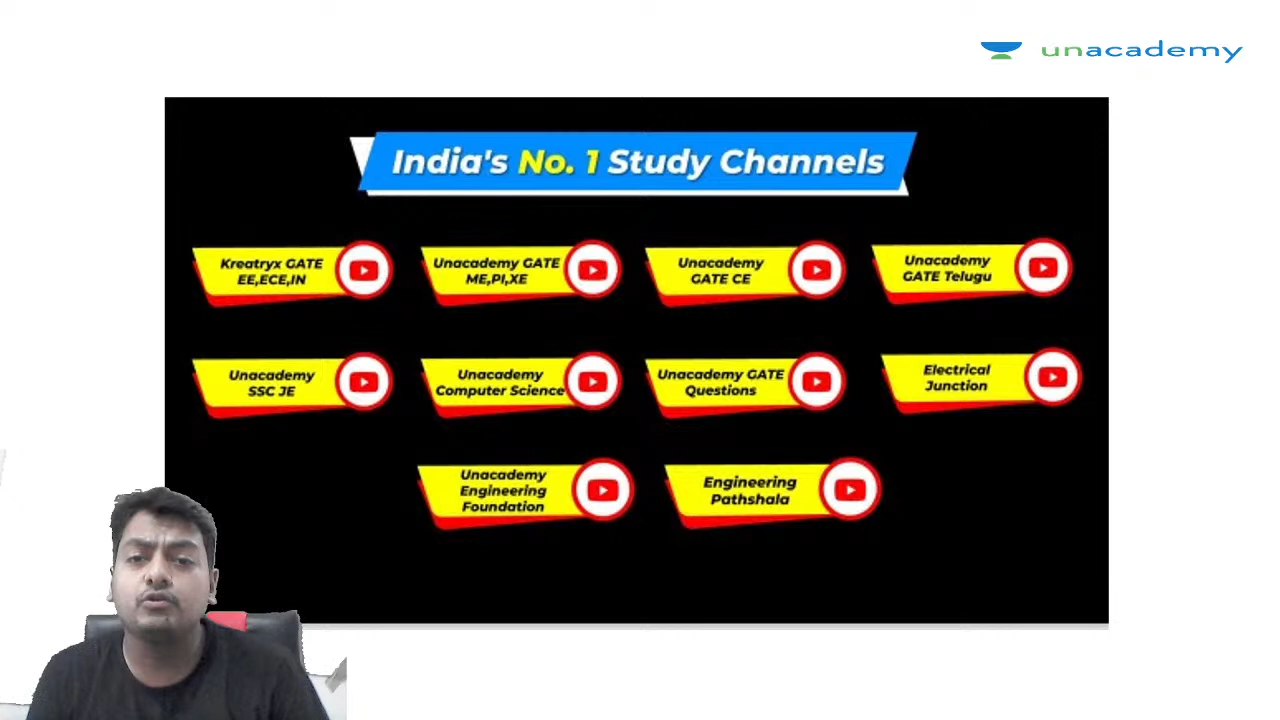 unacademy
India's No. 1 Study Channels
Kreatryx GATE
EE,ECE,IN
Unacademy GATE
ME,PI,XE
Unacademy
GATE CE
Unacademy
GATE Telugu
Unacademy
SSC JE
Unacademy
Computer Science
Unacademy GATE
Questions
Electrical
Junction
Unacademy
Engineering
Foundation
Engineering
Pathshala